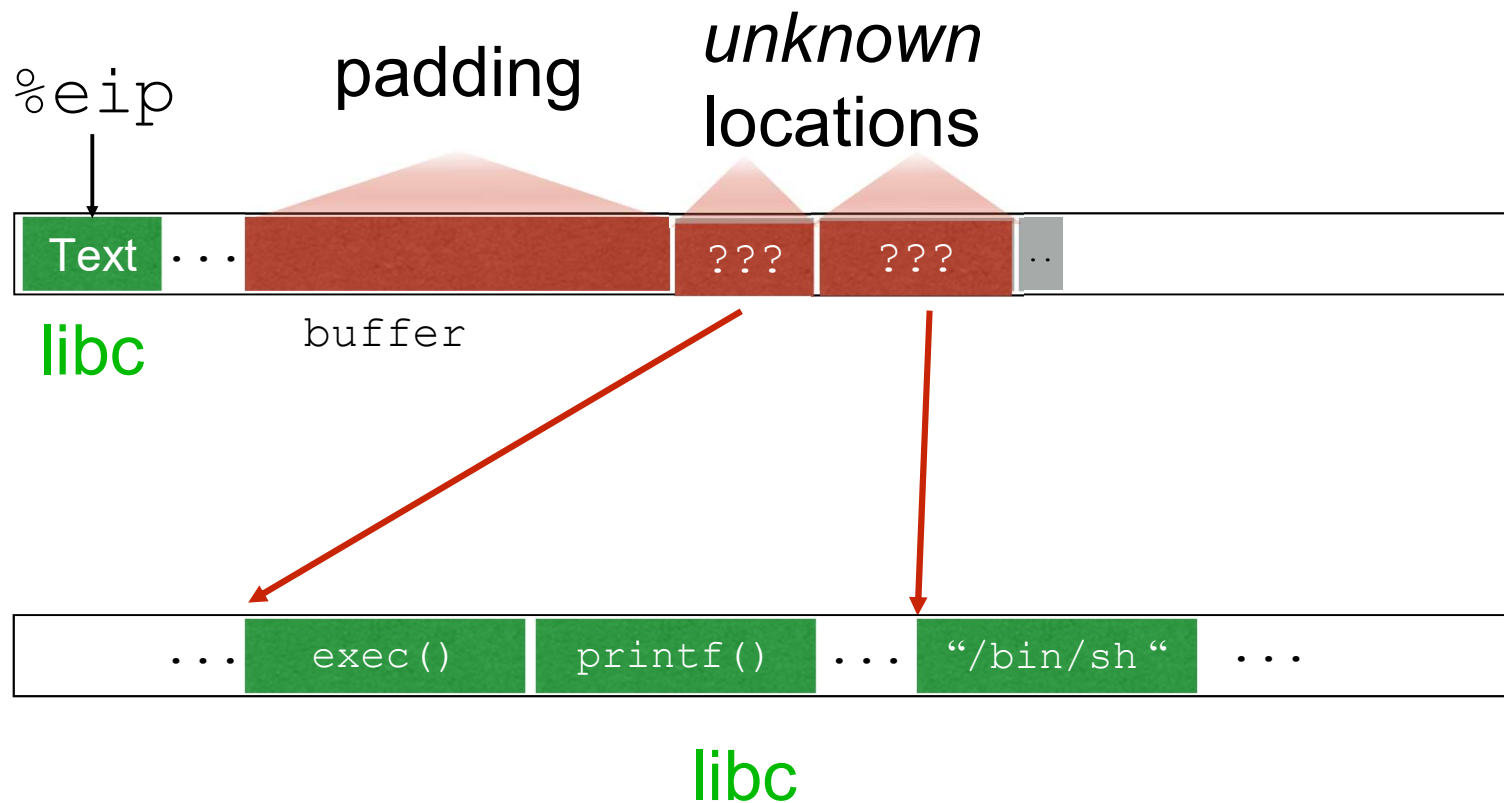 %eip
padding
unknown
locations
Text
...
???
???
..
libc
buffer
...
exec()
printf()
...
“/bin/sh“
...
libc